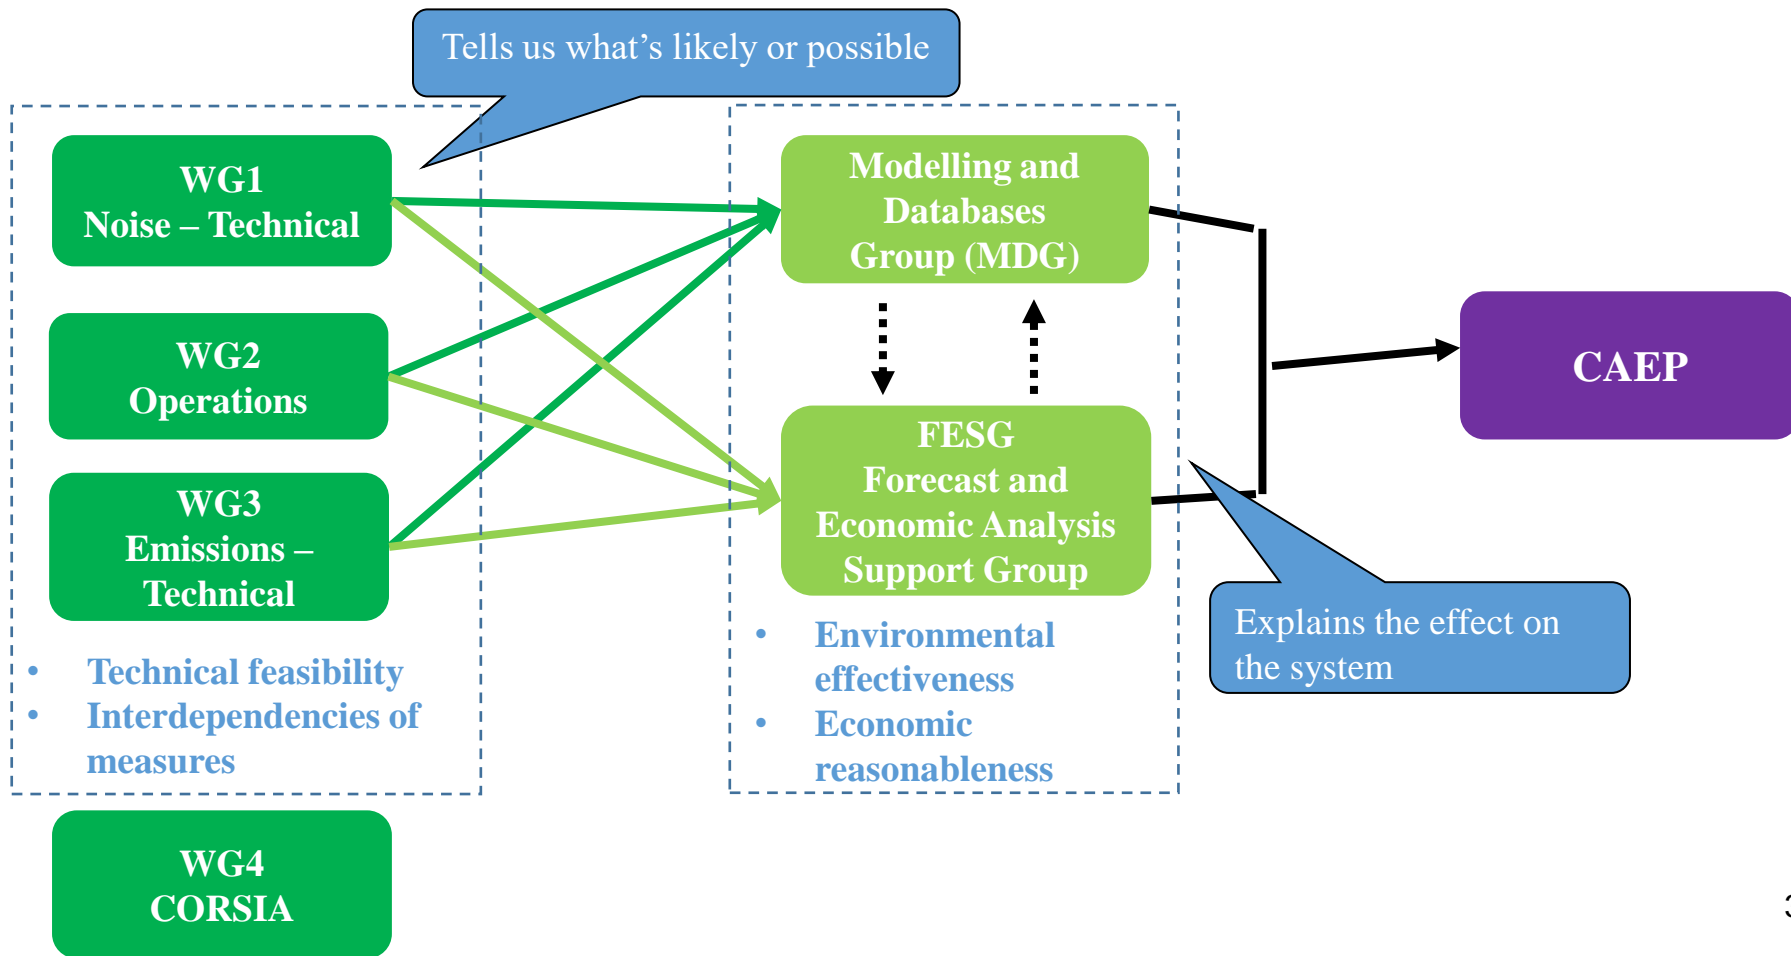 Tells us what’s likely or possible
WG1
Noise – Technical
WG2
Operations
WG3
Emissions –
Technical
• Technical feasibility
• Interdependencies of
measures
WG4
CORSIA
Modelling and
Databases
Group (MDG)
FESG
Forecast and
Economic Analysis
Support Group
• Environmental
effectiveness
• Economic
reasonableness
Explains the effect on
the system
CAEP
3